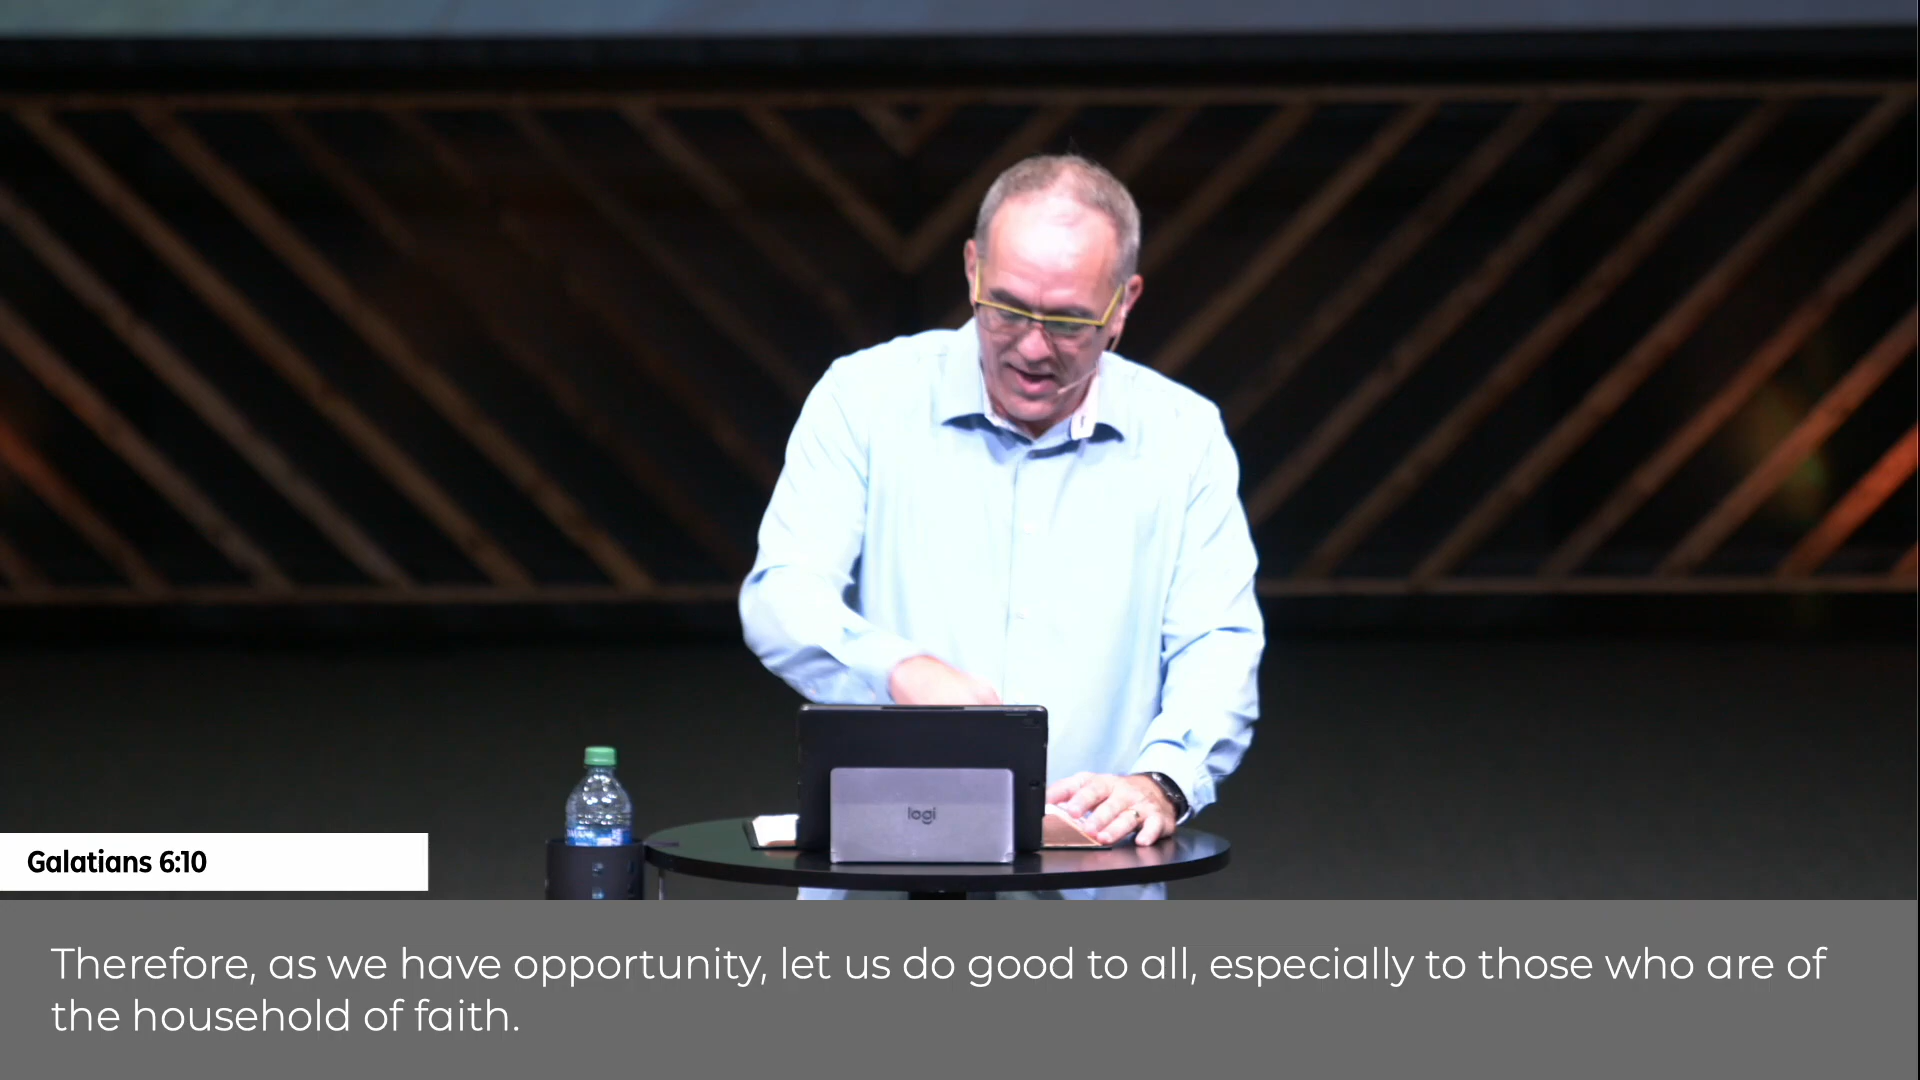 logi
Galatians 6:10
Therefore, as we have opportunity, let us do good to all, especially to those who are of
the household of faith.